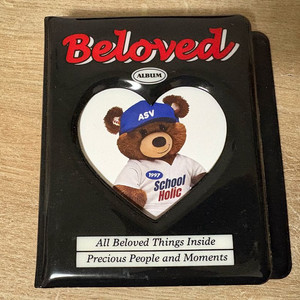 Beloved
ALBUM
ASV
1997
School
Holic
All Beloved Things Inside
Precious People and Moments